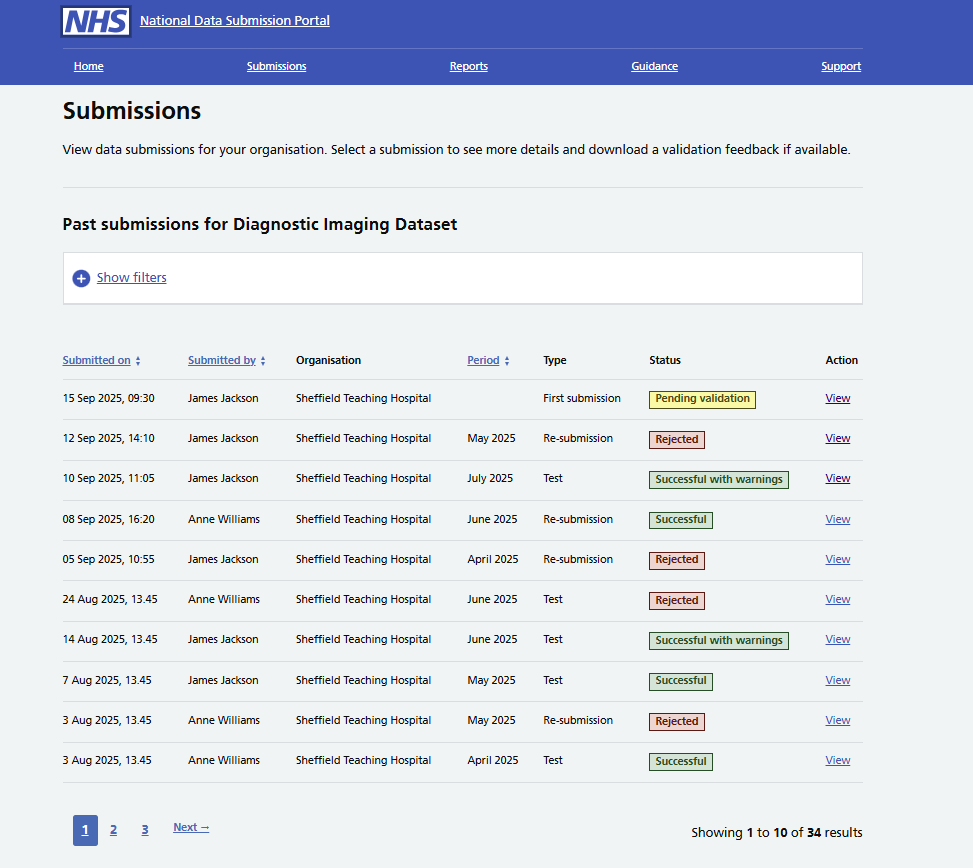 NHS National Data Submission Portal
Home Submissions Reports Guidance Support
Submissions
View data submissions for your organisation. Select a submission to see more details and download a validation feedback if available.
Past submissions for Diagnostic Imaging Dataset
Show filters
Submitted on Submitted by Organisation Period Type Status Action
15 Sep 2025, 09:30 James Jackson Sheffield Teaching Hospital First submission Pending validation View
12 Sep 2025, 14:10 James Jackson Sheffield Teaching Hospital May 2025 Re-submission Rejected View
10 Sep 2025, 11:05 James Jackson Sheffield Teaching Hospital July 2025 Test Successful with warnings View
08 Sep 2025, 16:20 Anne Williams Sheffield Teaching Hospital June 2025 Re-submission Successful View
05 Sep 2025, 10:55 James Jackson Sheffield Teaching Hospital April 2025 Re-submission Rejected View
24 Aug 2025, 13.45 Anne Williams Sheffield Teaching Hospital June 2025 Test Rejected View
14 Aug 2025, 13.45 James Jackson Sheffield Teaching Hospital June 2025 Test Successful with warnings View
7 Aug 2025, 13.45 James Jackson Sheffield Teaching Hospital May 2025 Test Successful View
3 Aug 2025, 13.45 Anne Williams Sheffield Teaching Hospital May 2025 Re-submission Rejected View
3 Aug 2025, 13.45 Anne Williams Sheffield Teaching Hospital April 2025 Test Successful View
1 2 3 Next → Showing 1 to 10 of 34 results